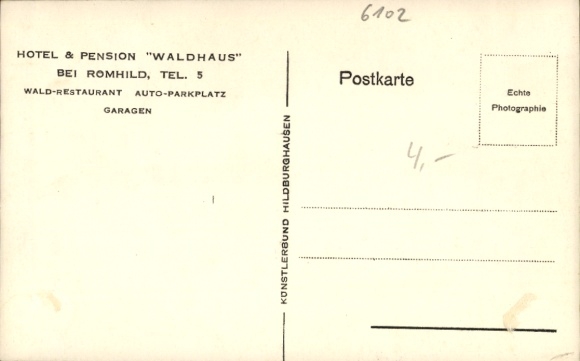 6102
HOTEL & PENSION "WALDHAUS"
BEI RÖMHILD, TEL. 5
WALD-RESTAURANT AUTO-PARKPLATZ
GARAGEN
KÜNSTLERBUND HILDBURGHAUSEN
Postkarte
Echte
Photographie
4,-